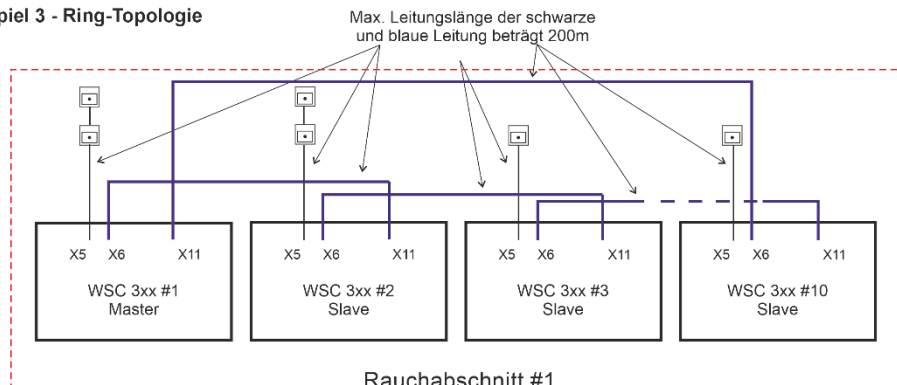 piel 3 - Ring-Topologie
Max. Leitungslänge der schwarze
und blaue Leitung beträgt 200m
X5 X6 X11
WSC 3xx #1
Master
X5 X6 X11
WSC 3xx #2
Slave
X5 X6 X11
WSC 3xx #3
Slave
X5 X6 X11
WSC 3xx #10
Slave
Rauchabschnitt #1